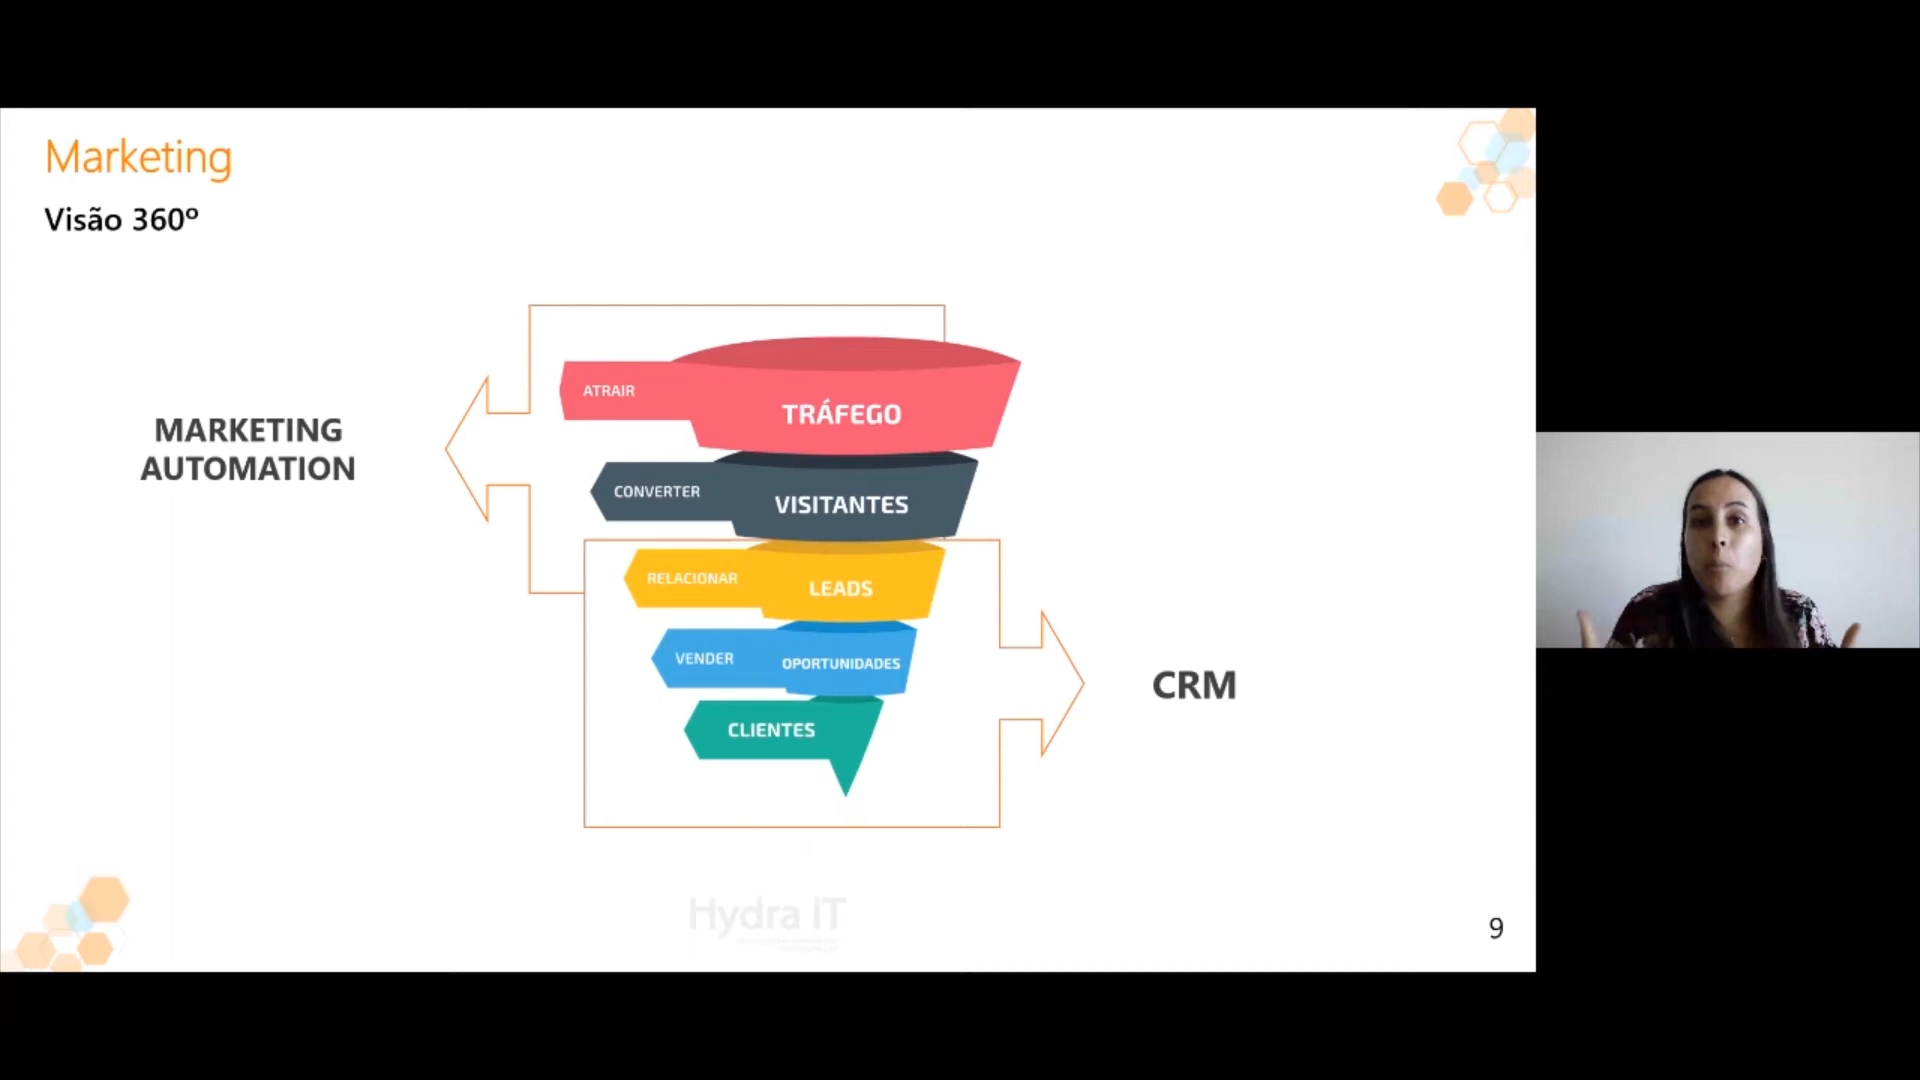 Marketing
Visão 360º
MARKETING
AUTOMATION
ATRAIR
TRÁFEGO
CONVERTER
VISITANTES
RELACIONAR
LEADS
VENDER
OPORTUNIDADES
CLIENTES
CRM
Hydra iT
9